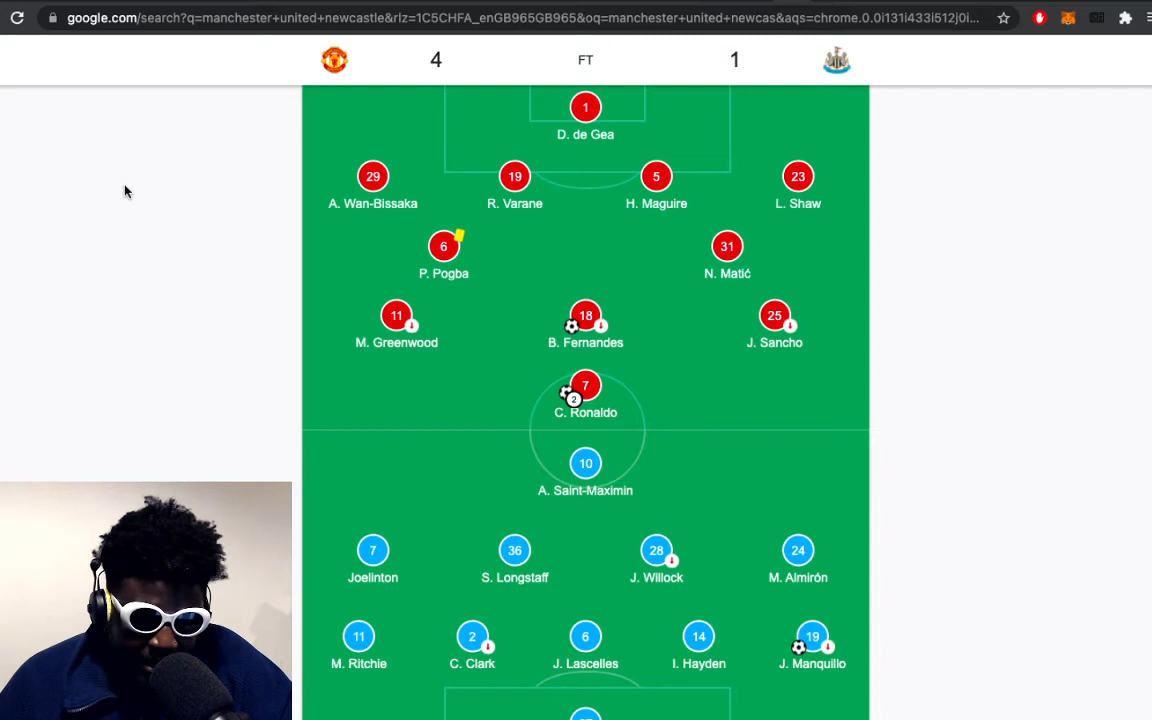 google.com/search?q=manchester+united+newcastle&rlz=1C5CHFA_enGB965GB965&oq=manchester+united+newcas&aqs=chrome.0.0i131i433i512j0i...
4 FT 1
1
D. de Gea
29 19 5 23
A. Wan-Bissaka R. Varane H. Maguire L. Shaw
6 31
P. Pogba N. Matić
11 18 25
M. Greenwood B. Fernandes J. Sancho
7
2
C. Ronaldo
10
A. Saint-Maximin
7 36 28 24
Joelinton S. Longstaff J. Willock M. Almirón
11 2 6 14 19
M. Ritchie C. Clark J. Lascelles I. Hayden J. Manquillo